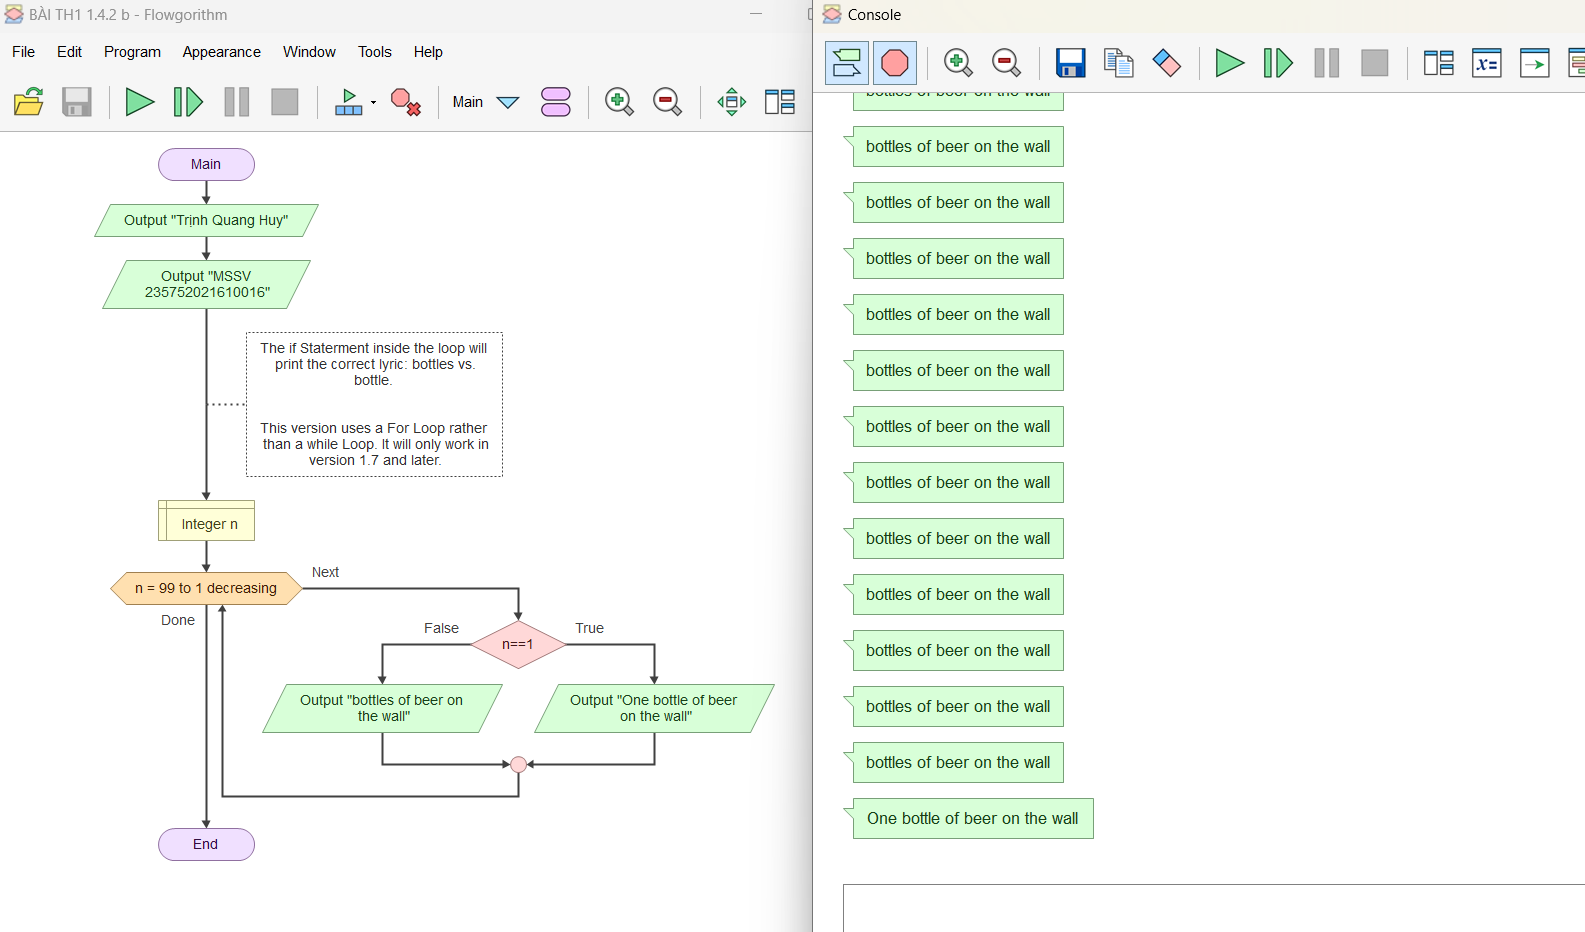 BÀI TH1 1.4.2 b - Flowgorithm
File Edit Program Appearance Window Tools Help
Main
Main
Output "Trịnh Quang Huy"
Output "MSSV
235752021610016"
The if Staterment inside the loop will
print the correct lyric: bottles vs.
bottle.
This version uses a For Loop rather
than a while Loop. It will only work in
version 1.7 and later.
Integer n
n = 99 to 1 decreasing
Next
Done
False
True
n==1
Output "bottles of beer on
the wall"
Output "One bottle of beer
on the wall"
End
Console
x=
bottles of beer on the wall
bottles of beer on the wall
bottles of beer on the wall
bottles of beer on the wall
bottles of beer on the wall
bottles of beer on the wall
bottles of beer on the wall
bottles of beer on the wall
bottles of beer on the wall
bottles of beer on the wall
bottles of beer on the wall
bottles of beer on the wall
bottles of beer on the wall
One bottle of beer on the wall